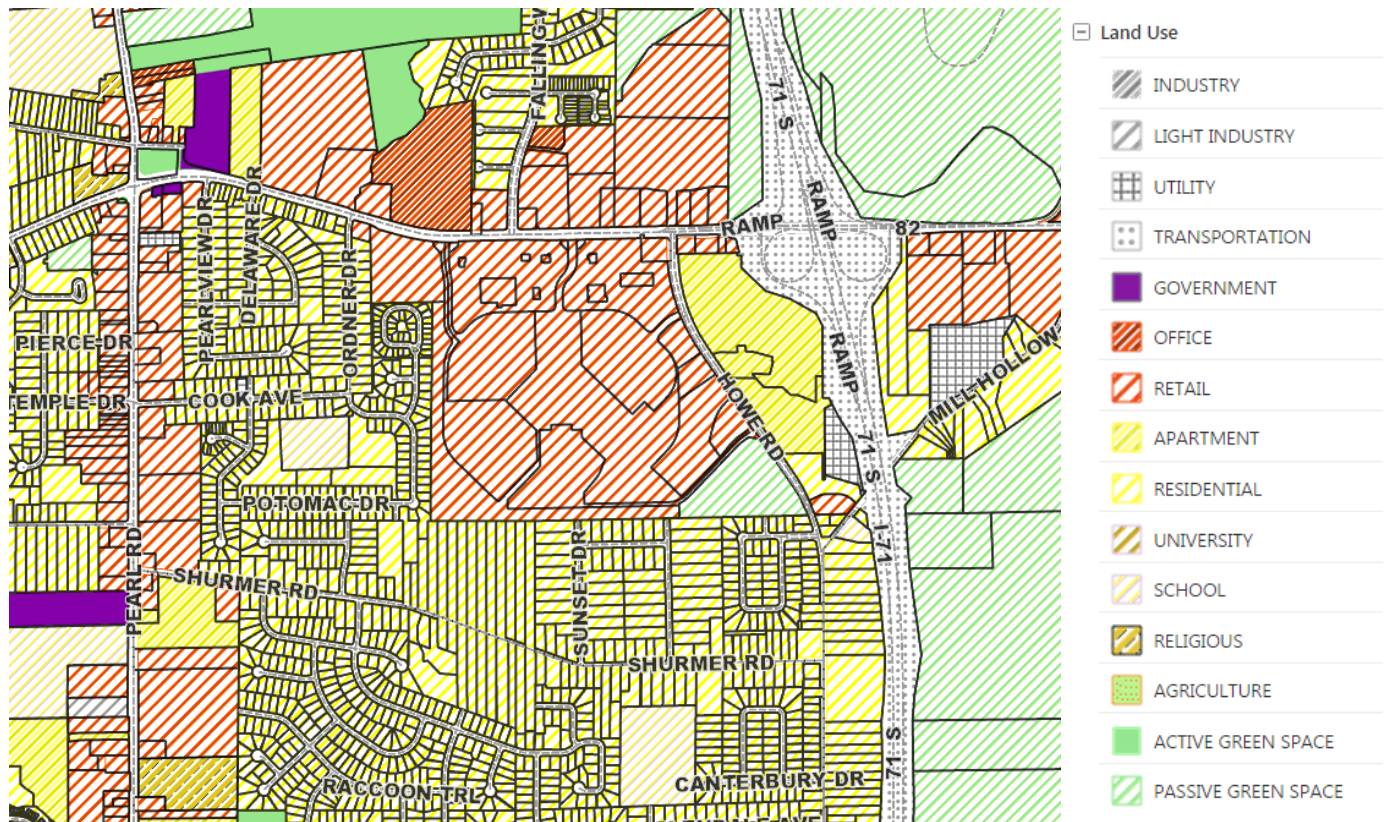 FALLING W
71 S
RAMP
RAMP
82
PEARLVIEW DR
DELAWARE DR
ORDNER DR
PIERCE DR
TEMPLE DR
COOK AVE
RAMP
HOWE RD
MILL HOLLOW
71 S
POTOMAC DR
I-71
PEARL RD
SHURMER RD
SUNSET DR
SHURMER RD
71 S
RACCOON TRL
CANTERBURY DR
Land Use
INDUSTRY
LIGHT INDUSTRY
UTILITY
TRANSPORTATION
GOVERNMENT
OFFICE
RETAIL
APARTMENT
RESIDENTIAL
UNIVERSITY
SCHOOL
RELIGIOUS
AGRICULTURE
ACTIVE GREEN SPACE
PASSIVE GREEN SPACE